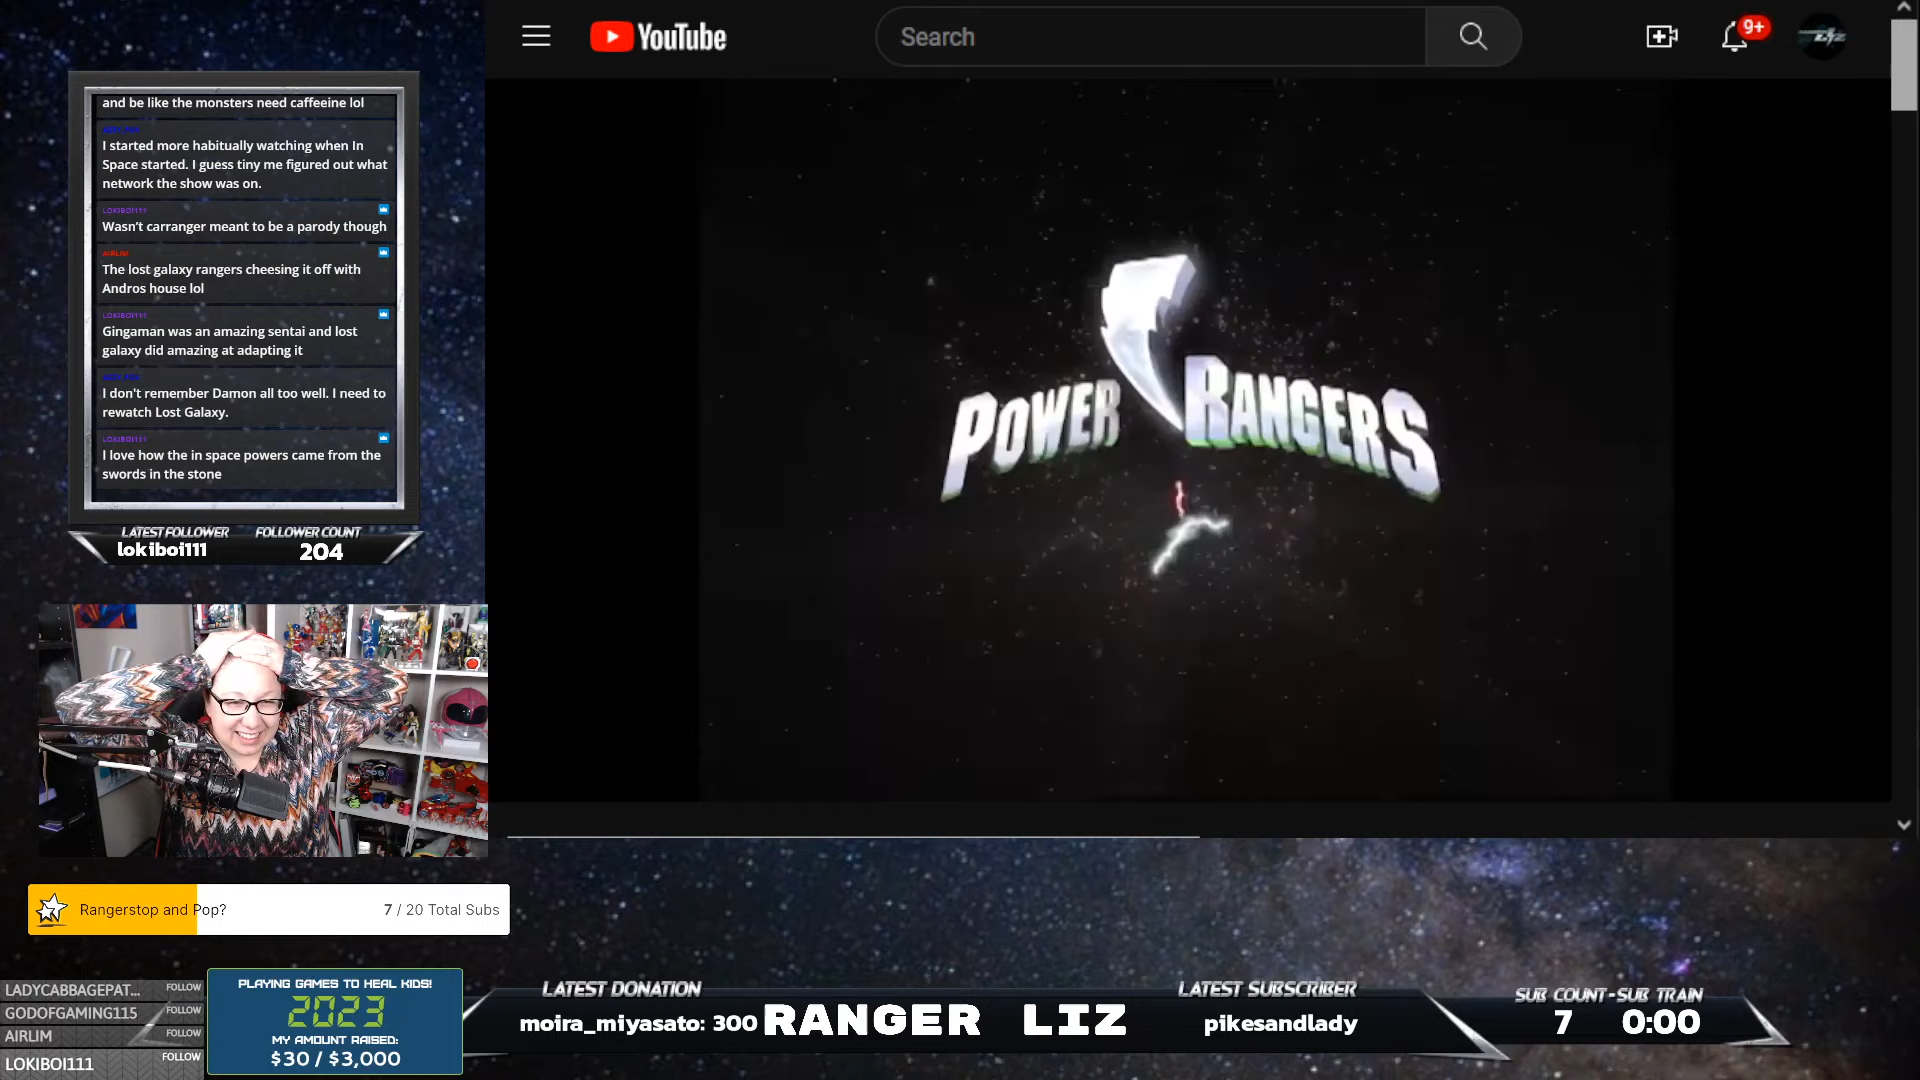 YouTube
Search
9+
and be like the monsters need caffeeine lol
I started more habitually watching when In
Space started. I guess tiny me figured out what
network the show was on.
LOKIBOI111
Wasn't carranger meant to be a parody though
AIRLIM
The lost galaxy rangers cheesing it off with
Andros house lol
LOKIBOI111
Gingaman was an amazing sentai and lost
galaxy did amazing at adapting it
I don't remember Damon all too well. I need to
rewatch Lost Galaxy.
LOKIBOI111
I love how the in space powers came from the
swords in the stone
LATEST FOLLOWER
lokiboi111
FOLLOWER COUNT
204
POWER RANGERS
Rangerstop and Pop?
7 / 20 Total Subs
LADYCABBAGEPAT... FOLLOW
GODOFGAMING115 FOLLOW
AIRLIM FOLLOW
LOKIBOI111 FOLLOW
PLAYING GAMES TO HEAL KIDS!
2023
MY AMOUNT RAISED:
$30 / $3,000
LATEST DONATION
moira_miyasato: 300
RANGER LIZ
LATEST SUBSCRIBER
pikesandlady
SUB COUNT-SUB TRAIN
7 0:00